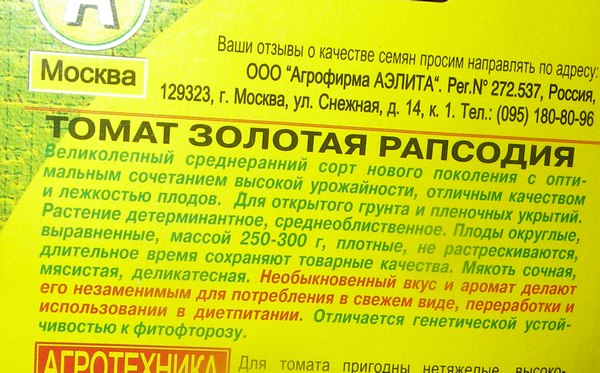 А
Москва
Ваши отзывы о качестве семян просим направлять по адресу:
ООО "Агрофирма АЭЛИТА". Рег.N° 272.537, Россия,
129323, г. Москва, ул. Снежная, д. 14, к. 1. Тел.: (095) 180-80-96
ТОМАТ ЗОЛОТАЯ РАПСОДИЯ
Великолепный среднеранний сорт нового поколения с опти-
мальным сочетанием высокой урожайности, отличным качеством
и лежкостью плодов. Для открытого грунта и пленочных укрытий.
Растение детерминантное, среднеоблиственное. Плоды округлые,
выравненные, массой 250-300 г, плотные, не растрескиваются,
длительное время сохраняют товарные качества. Мякоть сочная,
мясистая, деликатесная. Необыкновенный вкус и аромат делают
его незаменимым для потребления в свежем виде, переработки и
использовании в диетпитании. Отличается генетической устой-
чивостью к фитофторозу.
АГРОТЕХНИКА Для томата пригодны нетяжелые, высоко-